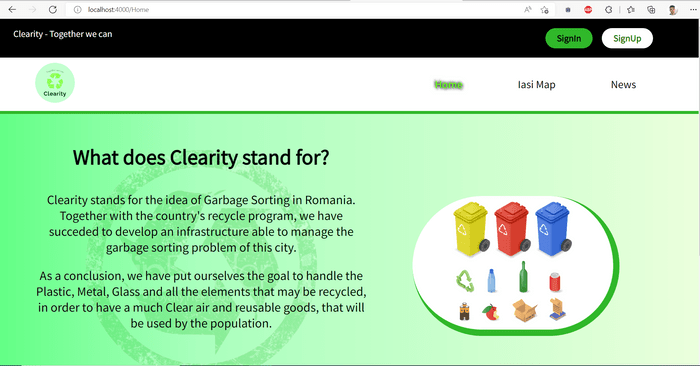 localhost:4000/Home
Clearity - Together we can
SignIn
SignUp
Clearity
Home
Iasi Map
News
What does Clearity stand for?
Clearity stands for the idea of Garbage Sorting in Romania.
Together with the country's recycle program, we have
succeded to develop an infrastructure able to manage the
garbage sorting problem of this city.
As a conclusion, we have put ourselves the goal to handle the
Plastic, Metal, Glass and all the elements that may be recycled,
in order to have a much Clear air and reusable goods, that will
be used by the population.